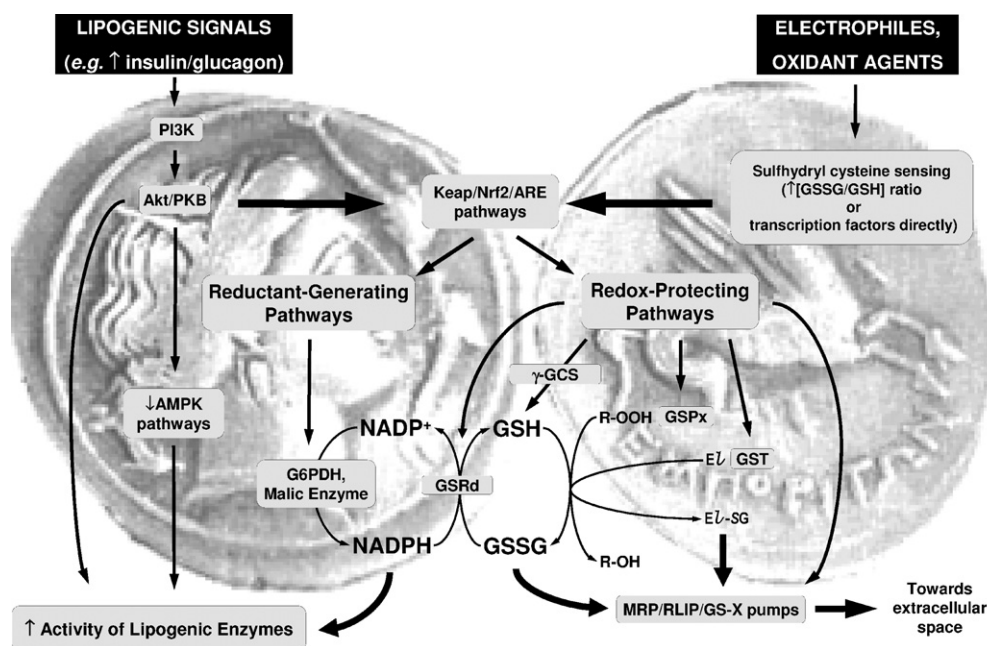 LIPOGENIC SIGNALS
(e.g. ↑ insulin/glucagon)
ELECTROPHILES,
OXIDANT AGENTS
PI3K
Akt/PKB
Keap/Nrf2/ARE
pathways
Sulfhydryl cysteine sensing
(↑[GSSG/GSH] ratio
or
transcription factors directly)
Reductant-Generating
Pathways
Redox-Protecting
Pathways
↓AMPK
pathways
γ-GCS
NADP+
GSH
R-OOH
GSPx
G6PDH,
Malic Enzyme
GSRd
El
GST
El-SG
NADPH
GSSG
R-OH
↑ Activity of Lipogenic Enzymes
MRP/RLIP/GS-X pumps
Towards
extracellular
space